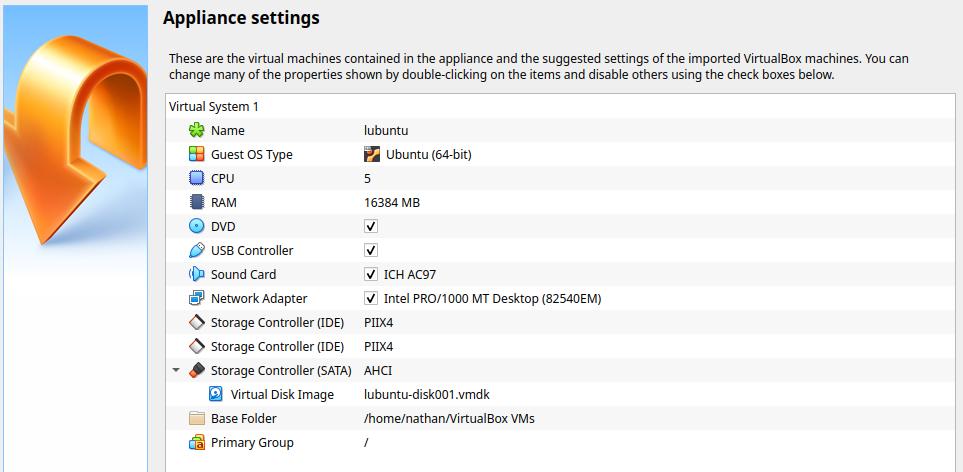 Appliance settings
These are the virtual machines contained in the appliance and the suggested settings of the imported VirtualBox machines. You can
change many of the properties shown by double-clicking on the items and disable others using the check boxes below.
Virtual System 1
Name lubuntu
Guest OS Type Ubuntu (64-bit)
CPU 5
RAM 16384 MB
DVD
USB Controller
Sound Card ICH AC97
Network Adapter Intel PRO/1000 MT Desktop (82540EM)
Storage Controller (IDE) PIIX4
Storage Controller (IDE) PIIX4
Storage Controller (SATA) AHCI
Virtual Disk Image lubuntu-disk001.vmdk
Base Folder /home/nathan/VirtualBox VMs
Primary Group /